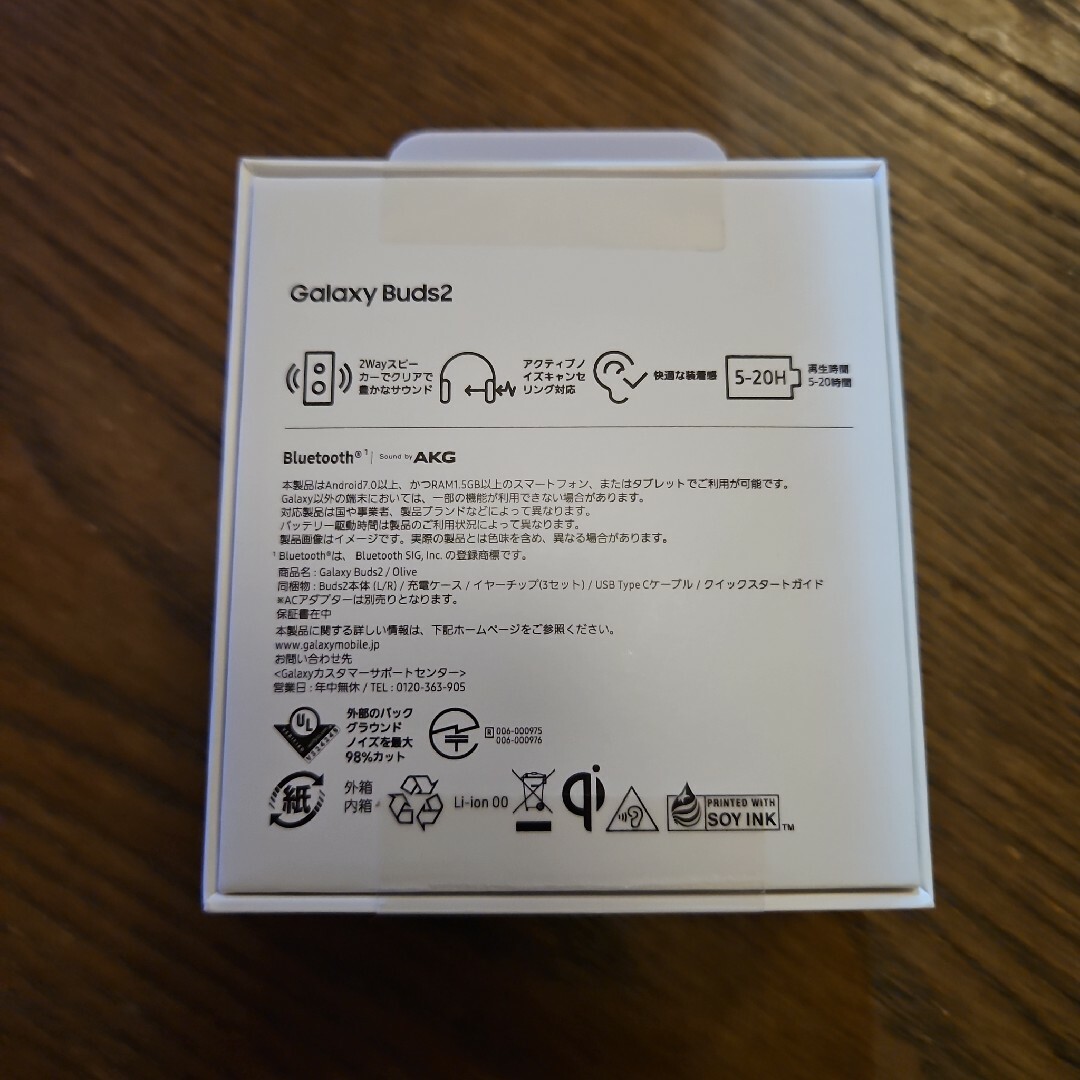 Galaxy Buds2
2Wayスピー
カーでクリアで
豊かなサウンド
アクティブノ
イズキャンセ
リング対応
快適な装着感
5-20H
再生時間
5-20時間
Bluetooth®1 | Sound by AKG
本製品はAndroid7.0以上、かつRAM1.5GB以上のスマートフォン、またはタブレットでご利用が可能です。
Galaxy以外の端末においては、一部の機能が利用できない場合があります。
対応製品は国や事業者、製品ブランドなどによって異なります。
バッテリー駆動時間は製品のご利用状況によって異なります。
製品画像はイメージです。実際の製品とは色味を含め、異なる場合があります。
1 Bluetooth®は、Bluetooth SIG, Inc. の登録商標です。
商品名 : Galaxy Buds2 / Olive
同梱物 : Buds2本体 (L/R) / 充電ケース / イヤーチップ(3セット) / USB Type Cケーブル / クイックスタートガイド
※ACアダプターは別売りとなります。
保証書在中
本製品に関する詳しい情報は、下記ホームページをご参照ください。
www.galaxymobile.jp
お問い合わせ先
<Galaxyカスタマーサポートセンター>
営業日 : 年中無休 / TEL : 0120-363-905
UL
外部のバック
グラウンド
ノイズを最大
98%カット
R 006-000975
006-000976
紙
外箱
内箱
Li-ion 00
qi
PRINTED WITH
SOY INK TM